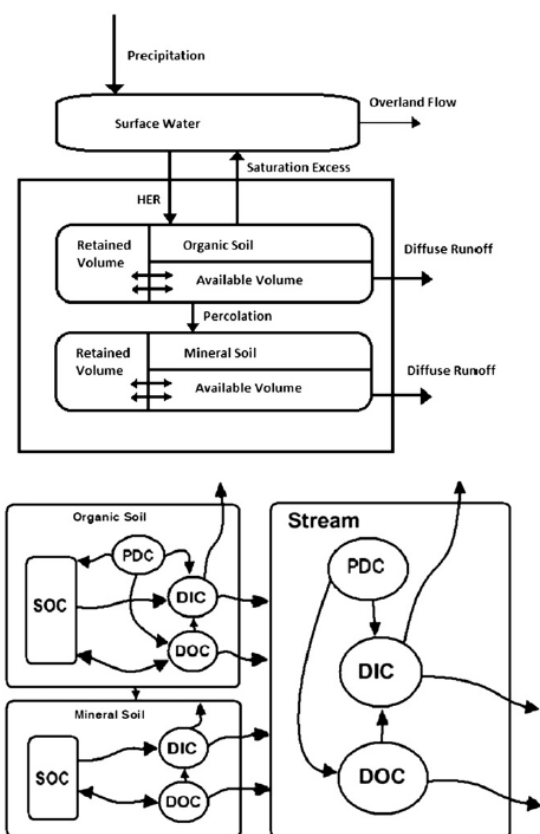 Precipitation
Surface Water
Overland Flow
HER
Saturation Excess
Retained
Volume
Organic Soil
Available Volume
Diffuse Runoff
Percolation
Retained
Volume
Mineral Soil
Available Volume
Diffuse Runoff
Organic Soil
PDC
SOC
DIC
DOC
Mineral Soil
SOC
DIC
DOC
Stream
PDC
DIC
DOC